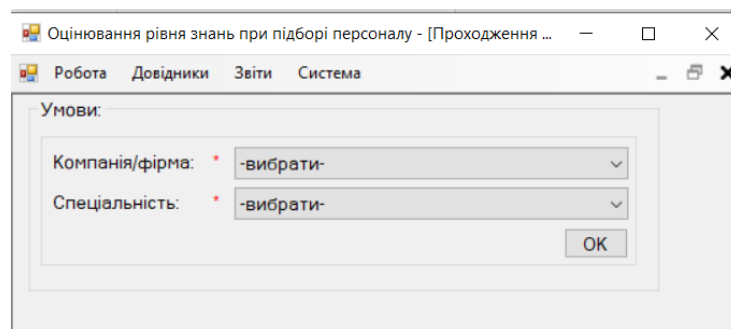 Оцінювання рівня знань при підборі персоналу - [Проходження ...
Робота Довідники Звіти Система
Умови:
Компанія/фірма: * -вибрати-
Спеціальність: * -вибрати-
OK